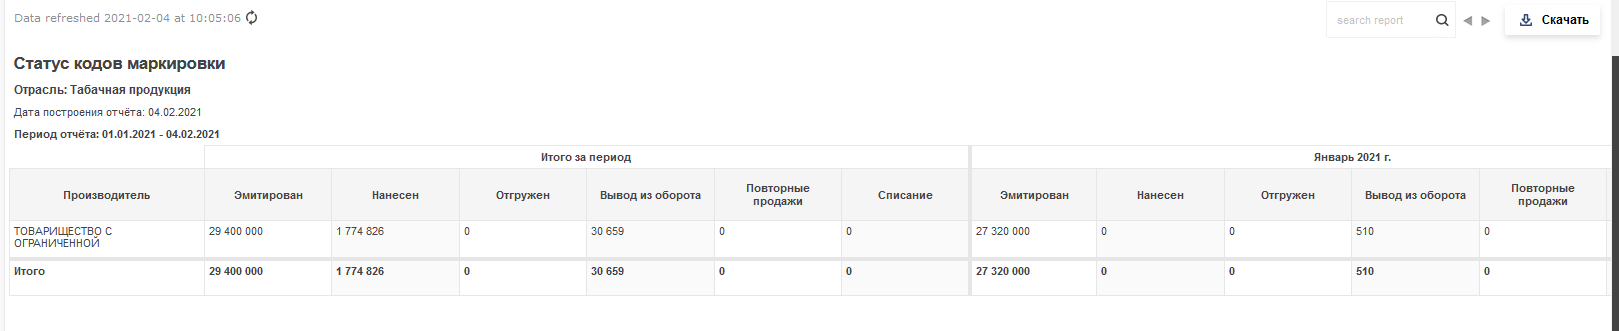 Data refreshed 2021-02-04 at 10:05:06
search report
Скачать
Статус кодов маркировки
Отрасль: Табачная продукция
Дата построения отчёта: 04.02.2021
Период отчёта: 01.01.2021 - 04.02.2021
Итого за период Январь 2021 г.
Производитель Эмитирован Нанесен Отгружен Вывод из оборота Повторные продажи Списание Эмитирован Нанесен Отгружен Вывод из оборота Повторные продажи
ТОВАРИЩЕСТВО С 29 400 000 1 774 826 0 30 659 0 0 27 320 000 0 0 510 0
ОГРАНИЧЕННОЙ
Итого 29 400 000 1 774 826 0 30 659 0 0 27 320 000 0 0 510 0